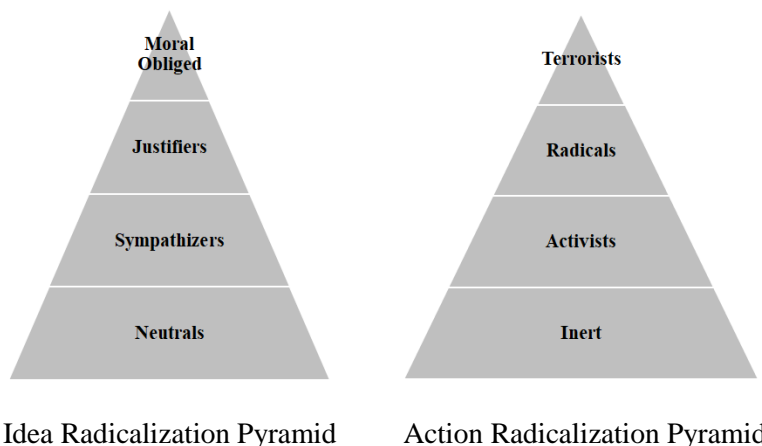 Moral
Obliged
Justifiers
Sympathizers
Neutrals
Idea Radicalization Pyramid
Terrorists
Radicals
Activists
Inert
Action Radicalization Pyramid